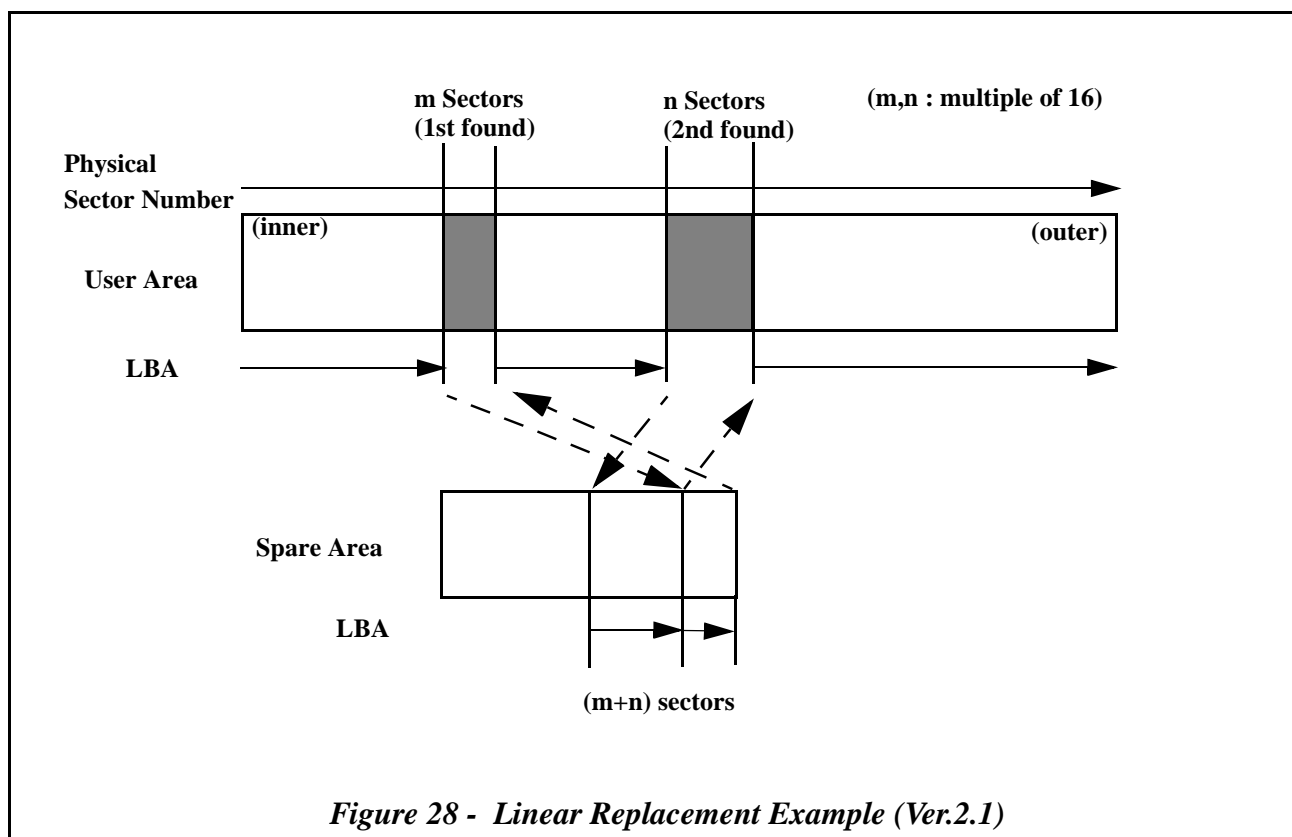 m Sectors
(1st found)
n Sectors
(2nd found)
(m,n : multiple of 16)
Physical
Sector Number
(inner)
(outer)
User Area
LBA
Spare Area
LBA
(m+n) sectors
Figure 28 - Linear Replacement Example (Ver.2.1)